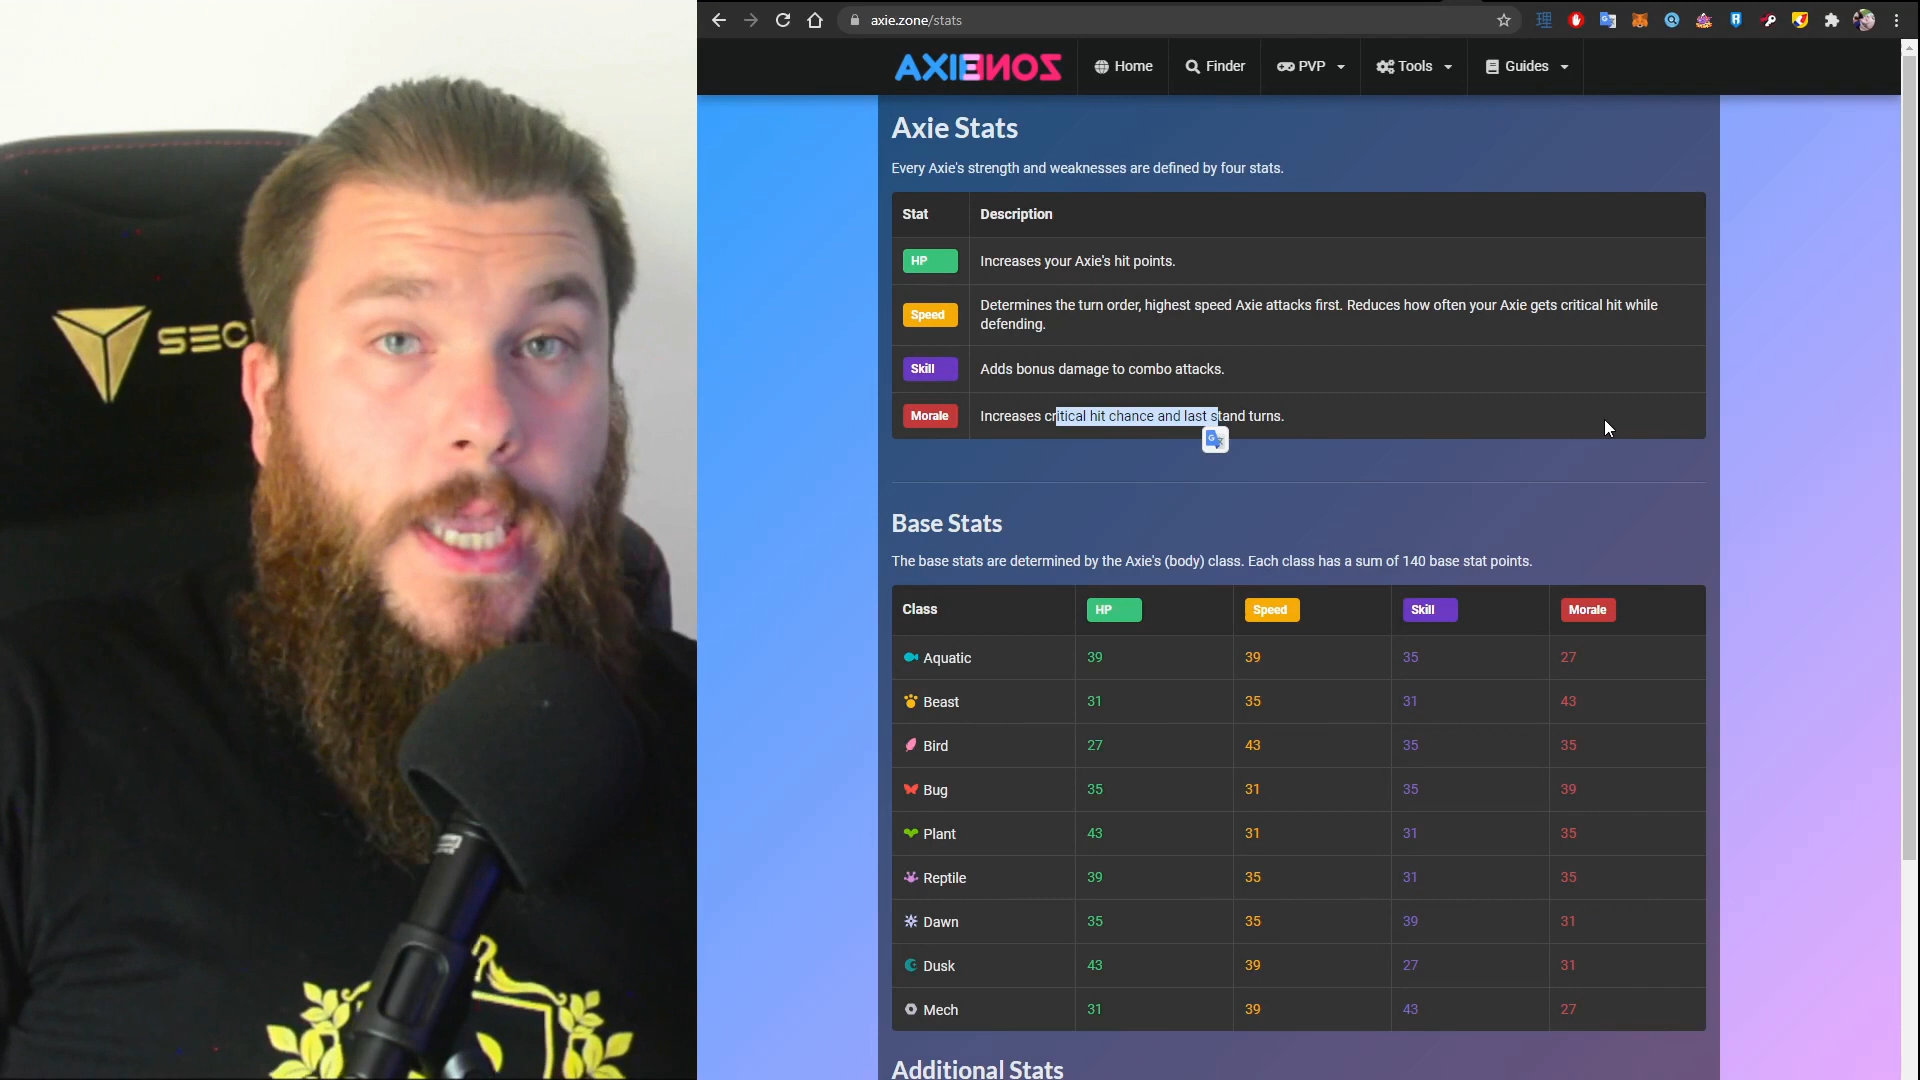 axie.zone/stats
AXIE ZONE
Home
Finder
PVP
Tools
Guides
SEC
Axie Stats
Every Axie's strength and weaknesses are defined by four stats.
Stat Description
HP Increases your Axie's hit points.
Speed Determines the turn order, highest speed Axie attacks first. Reduces how often your Axie gets critical hit while
defending.
Skill Adds bonus damage to combo attacks.
Morale Increases critical hit chance and last stand turns.
Base Stats
The base stats are determined by the Axie's (body) class. Each class has a sum of 140 base stat points.
Class HP Speed Skill Morale
Aquatic 39 39 35 27
Beast 31 35 31 43
Bird 27 43 35 35
Bug 35 31 35 39
Plant 43 31 31 35
Reptile 39 35 31 35
Dawn 35 35 39 31
Dusk 43 39 27 31
Mech 31 39 43 27
Additional Stats